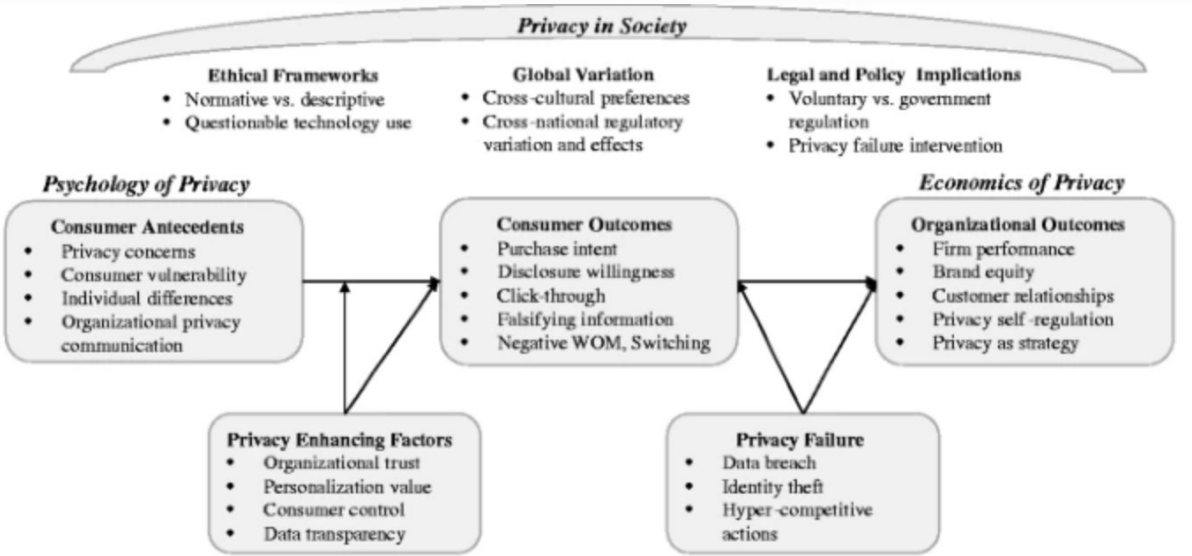 Privacy in Society
Ethical Frameworks
• Normative vs. descriptive
• Questionable technology use
Global Variation
• Cross-cultural preferences
• Cross-national regulatory
variation and effects
Legal and Policy Implications
• Voluntary vs. government
regulation
• Privacy failure intervention
Psychology of Privacy
Consumer Antecedents
• Privacy concerns
• Consumer vulnerability
• Individual differences
• Organizational privacy
communication
Consumer Outcomes
• Purchase intent
• Disclosure willingness
• Click-through
• Falsifying information
• Negative WOM, Switching
Economics of Privacy
Organizational Outcomes
• Firm performance
• Brand equity
• Customer relationships
• Privacy self-regulation
• Privacy as strategy
Privacy Enhancing Factors
• Organizational trust
• Personalization value
• Consumer control
• Data transparency
Privacy Failure
• Data breach
• Identity theft
• Hyper-competitive
actions